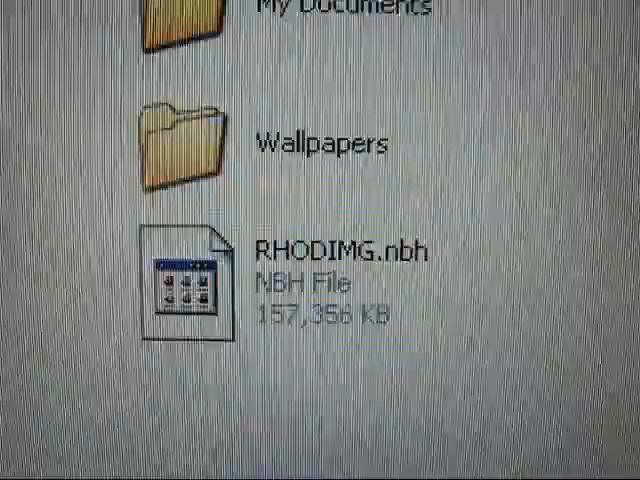 My Documents
Wallpapers
RHODIMG.nbh
NBH File
157,356 KB